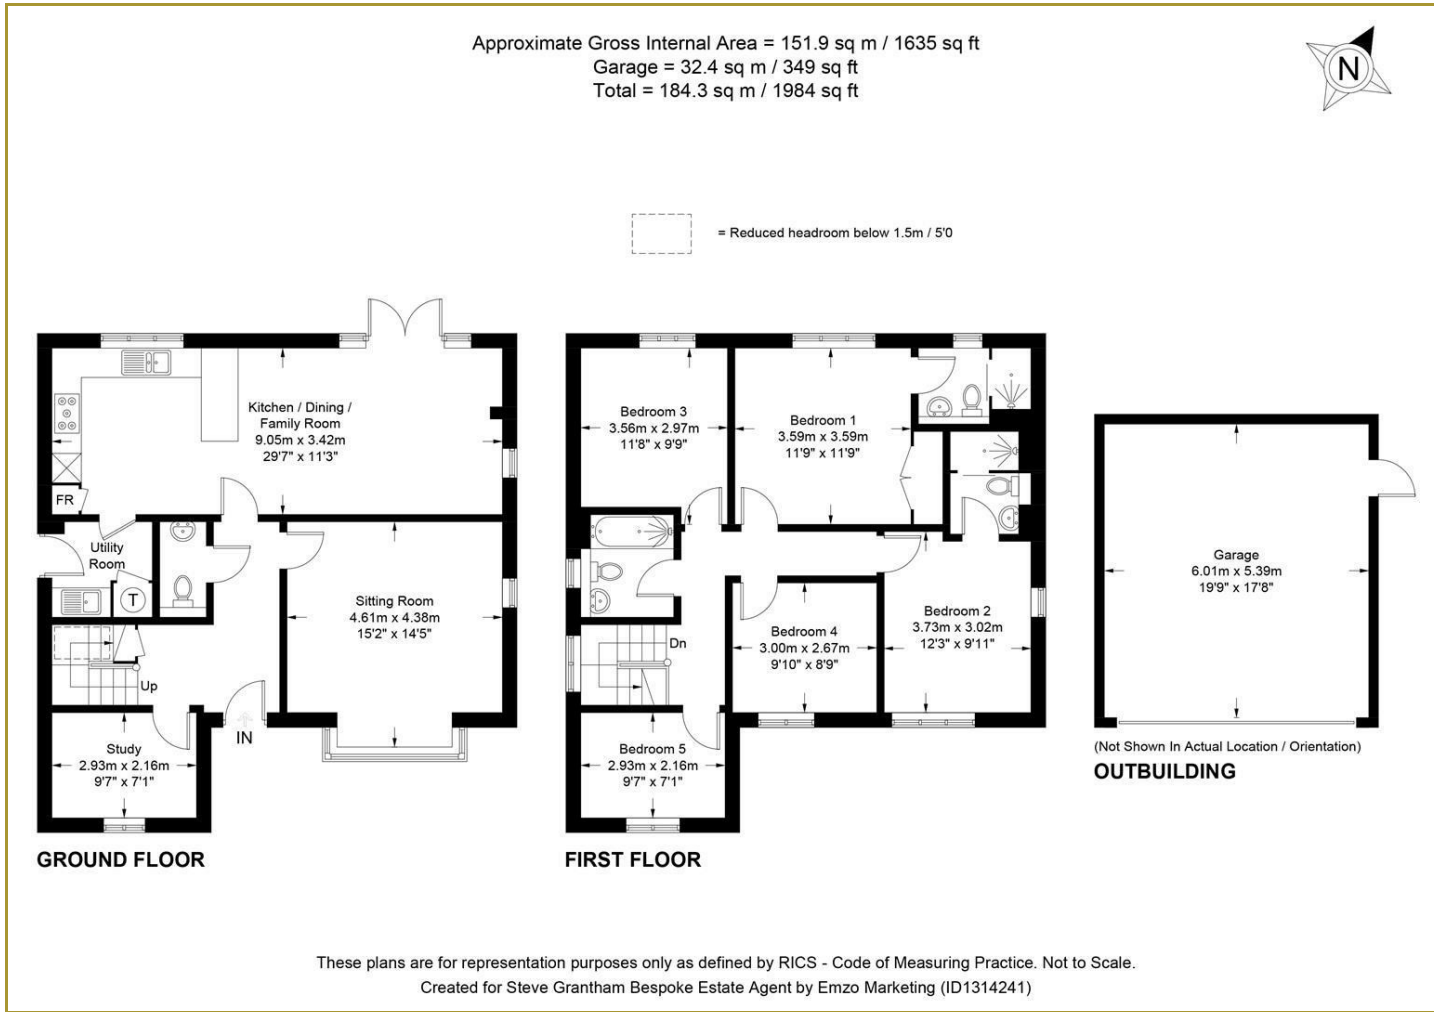 Approximate Gross Internal Area = 151.9 sq m / 1635 sq ft
Garage = 32.4 sq m / 349 sq ft
Total = 184.3 sq m / 1984 sq ft
N
= Reduced headroom below 1.5m / 5'0
Kitchen / Dining /
Family Room
9.05m x 3.42m
29'7" x 11'3"
FR
Utility
Room
T
Sitting Room
4.61m x 4.38m
15'2" x 14'5"
Up
IN
Study
2.93m x 2.16m
9'7" x 7'1"
GROUND FLOOR
Bedroom 3
3.56m x 2.97m
11'8" x 9'9"
Bedroom 1
3.59m x 3.59m
11'9" x 11'9"
Dn
Bedroom 4
3.00m x 2.67m
9'10" x 8'9"
Bedroom 2
3.73m x 3.02m
12'3" x 9'11"
Bedroom 5
2.93m x 2.16m
9'7" x 7'1"
FIRST FLOOR
Garage
6.01m x 5.39m
19'9" x 17'8"
(Not Shown In Actual Location / Orientation)
OUTBUILDING
These plans are for representation purposes only as defined by RICS - Code of Measuring Practice. Not to Scale.
Created for Steve Grantham Bespoke Estate Agent by Emzo Marketing (ID1314241)